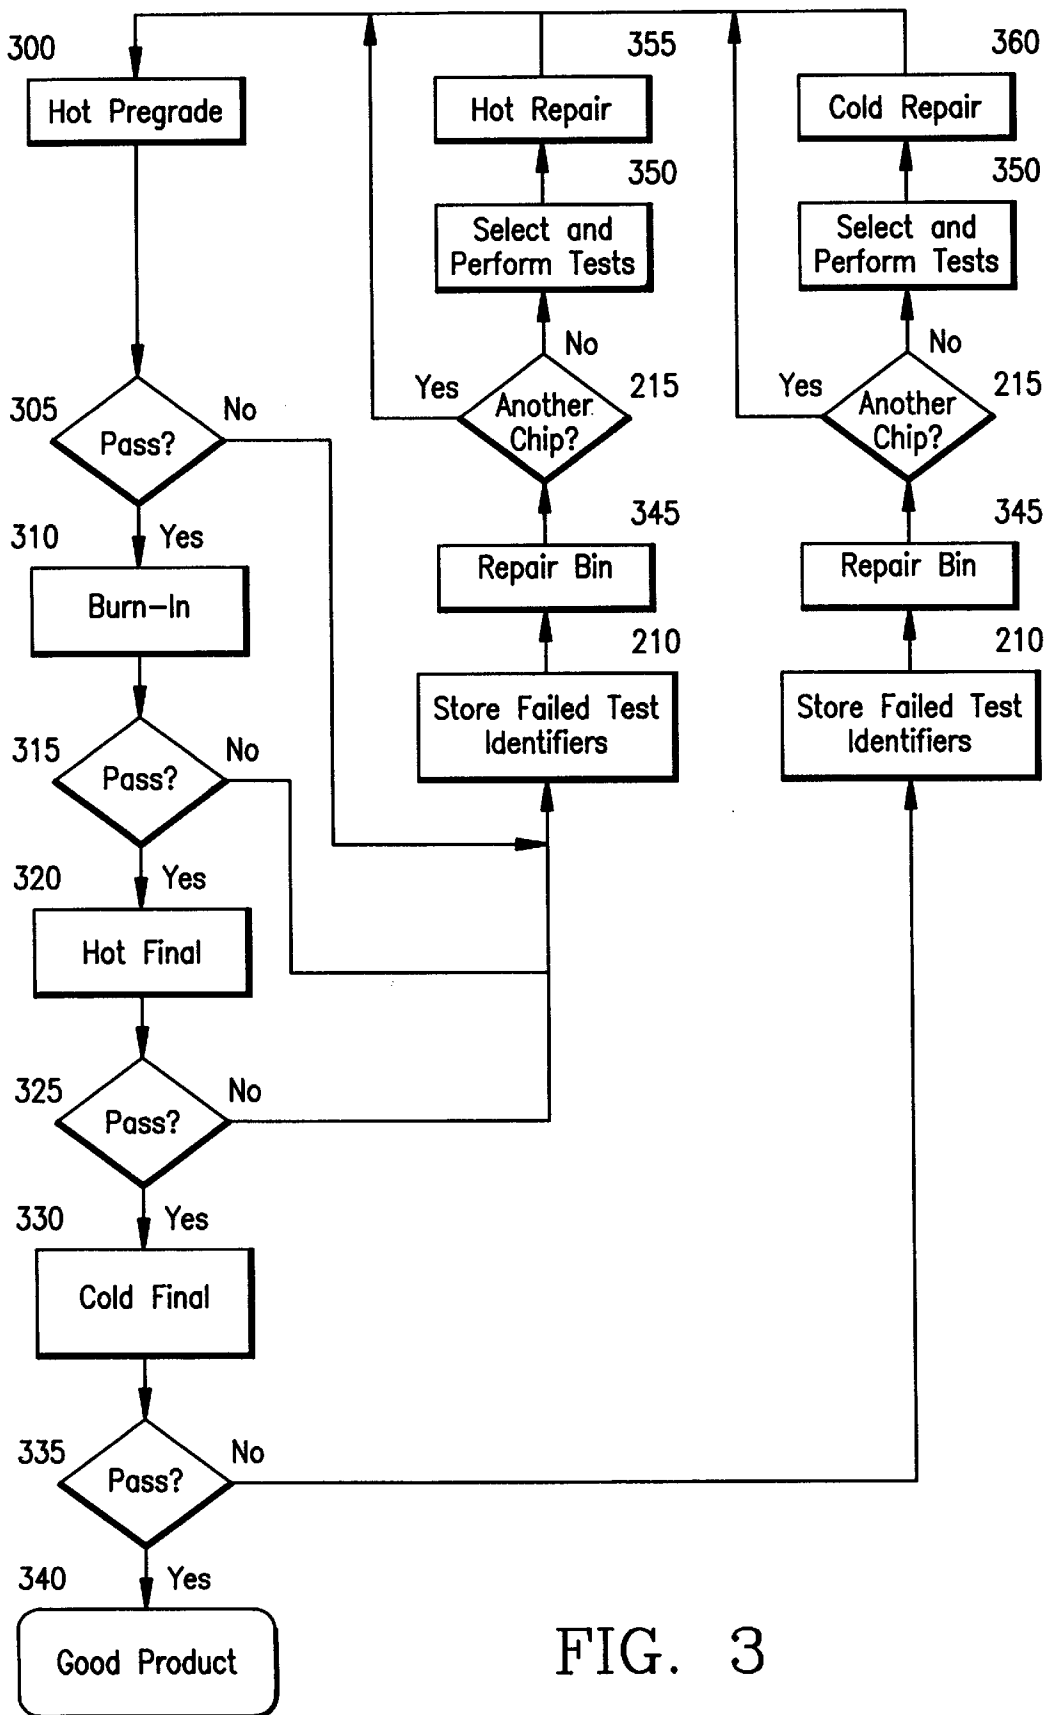 300
Hot Pregrade
305
Pass?
No
Yes
310
Burn-In
315
Pass?
No
Yes
320
Hot Final
325
Pass?
No
Yes
330
Cold Final
335
Pass?
No
Yes
340
Good Product
355
Hot Repair
350
Select and
Perform Tests
No
Yes
Another
Chip?
215
345
Repair Bin
210
Store Failed Test
Identifiers
360
Cold Repair
350
Select and
Perform Tests
No
Yes
Another
Chip?
215
345
Repair Bin
210
Store Failed Test
Identifiers
FIG. 3